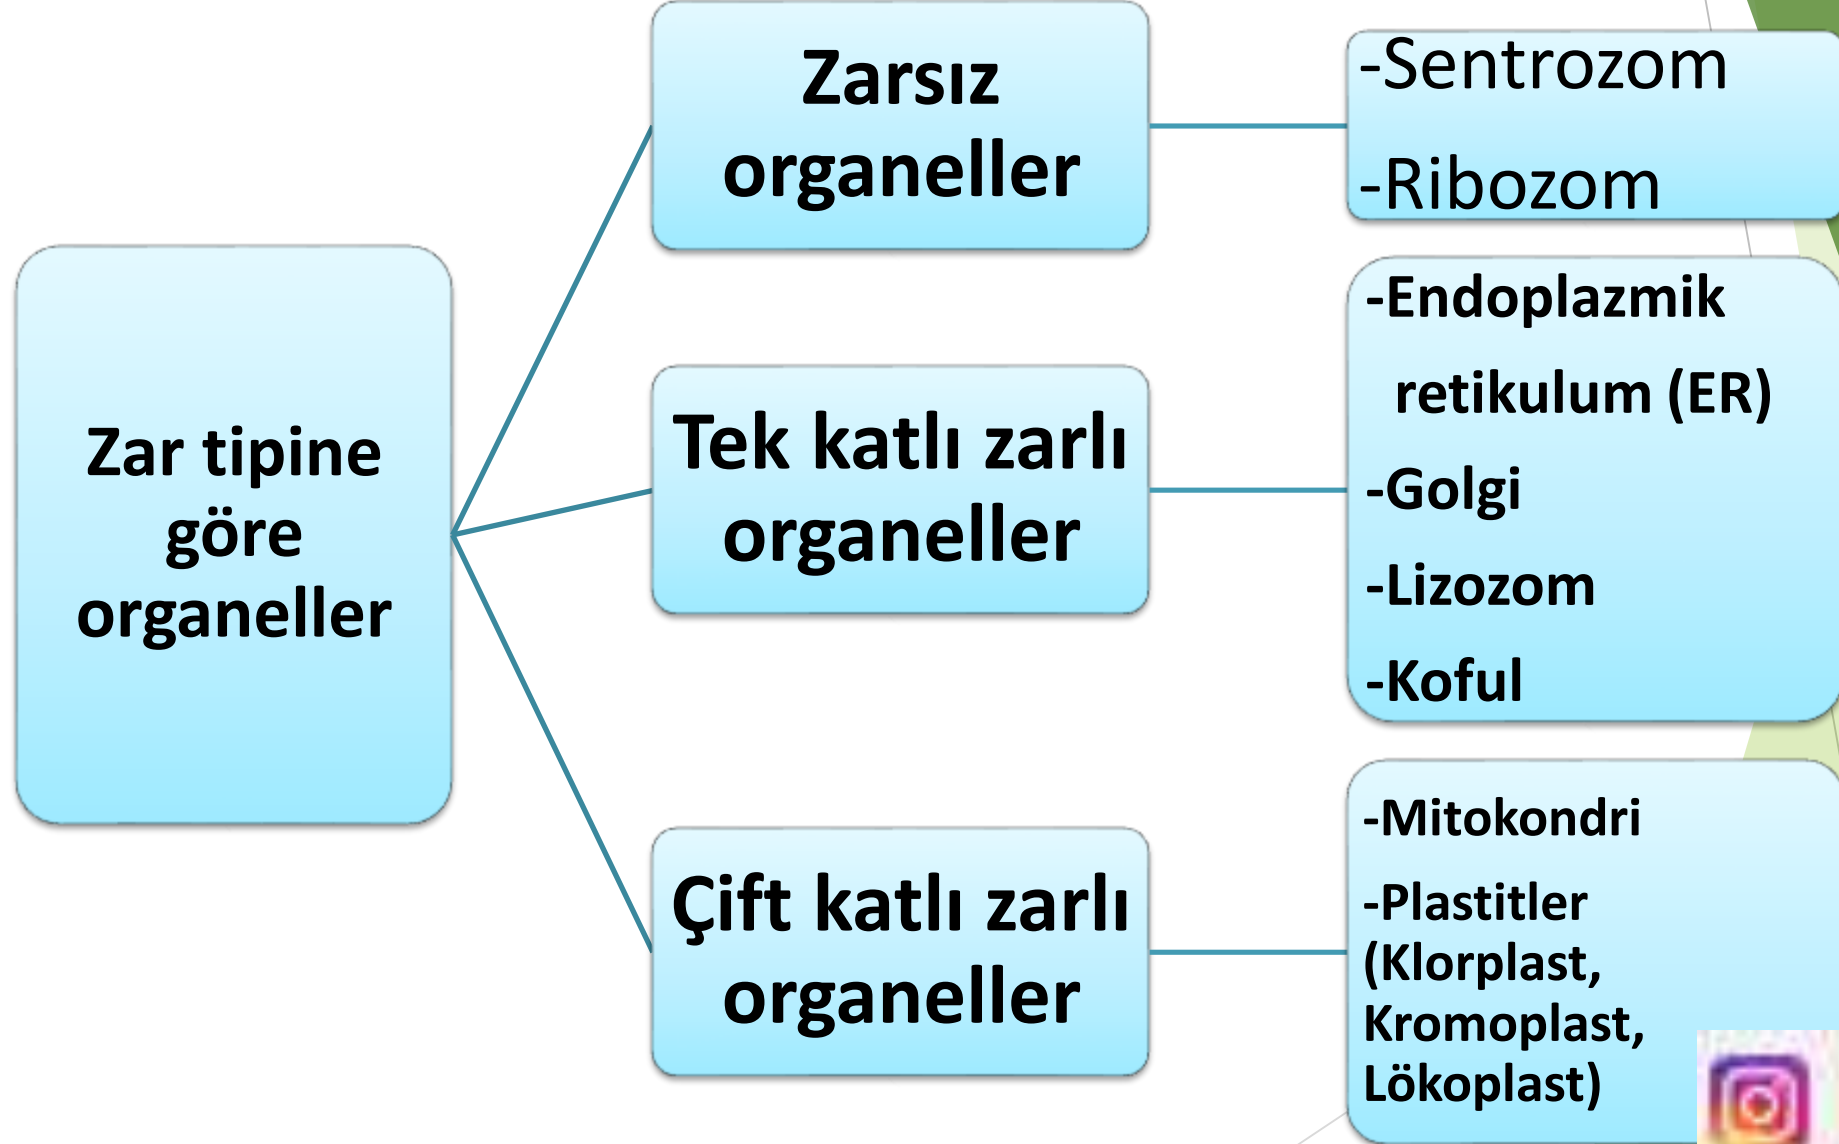 Zar tipine
göre
organeller
Zarsız
organeller
-Sentrozom
-Ribozom
Tek katlı zarlı
organeller
-Endoplazmik
retikulum (ER)
-Golgi
-Lizozom
-Koful
Çift katlı zarlı
organeller
-Mitokondri
-Plastitler
(Klorplast,
Kromoplast,
Lökoplast)